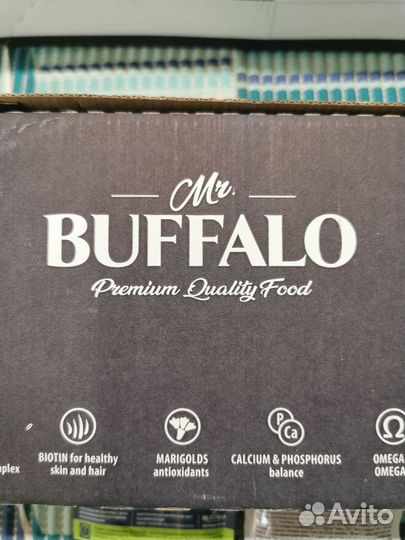 Mr.
BUFFALO
Premium Quality Food
P
Ca
Ω
BIOTIN for healthy
skin and hair
MARIGOLDS
antioxidants
CALCIUM & PHOSPHORUS
balance
OMEGA
OMEGA
Avito